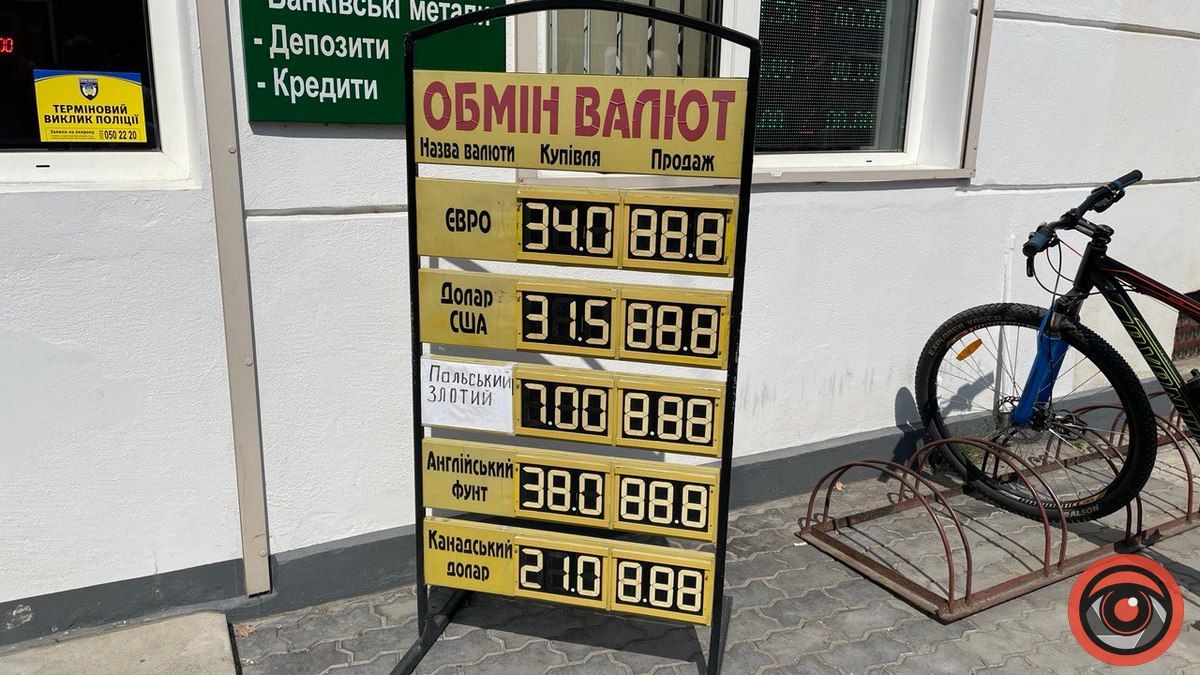 Банківські метали
- Депозити
- Кредити
ТЕРМІНОВИЙ
ВИКЛИК ПОЛІЦІЇ
050 22 20
ОБМІН ВАЛЮТ
Назва валюти Купівля Продаж
ЄВРО 34.0 88.8
Долар США 31.5 88.8
Польський ЗЛОТИЙ 7.00 8.88
Англійський фунт 38.0 88.8
Канадський долар 21.0 8.88